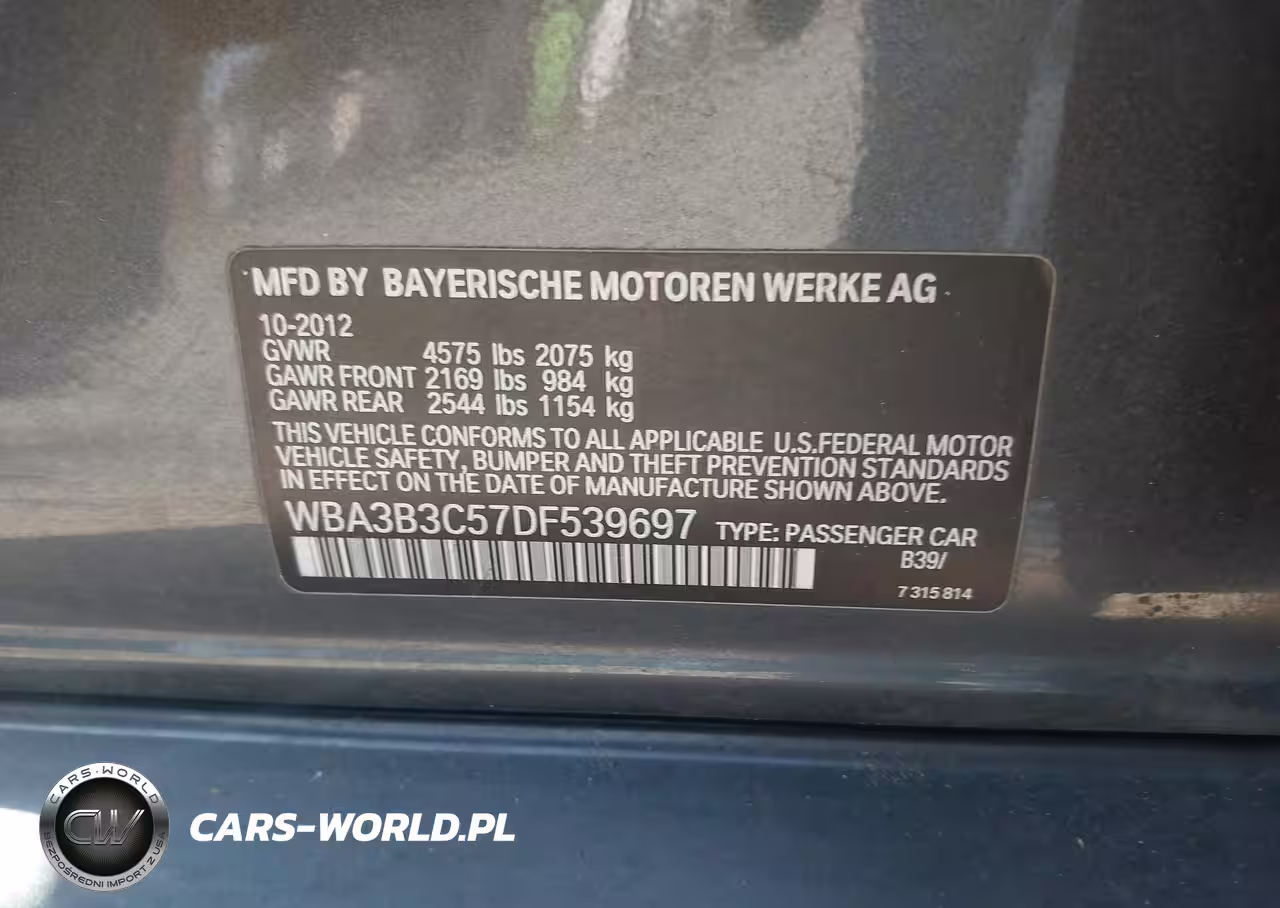 MFD BY BAYERISCHE MOTOREN WERKE AG
10-2012
GVWR 4575 lbs 2075 kg
GAWR FRONT 2169 lbs 984 kg
GAWR REAR 2544 lbs 1154 kg
THIS VEHICLE CONFORMS TO ALL APPLICABLE U.S.FEDERAL MOTOR
VEHICLE SAFETY, BUMPER AND THEFT PREVENTION STANDARDS
IN EFFECT ON THE DATE OF MANUFACTURE SHOWN ABOVE.
WBA3B3C57DF539697 TYPE: PASSENGER CAR
B39/
7 315 814
CARS-WORLD
CW
BEZPOŚREDNI IMPORT Z USA
CARS-WORLD.PL